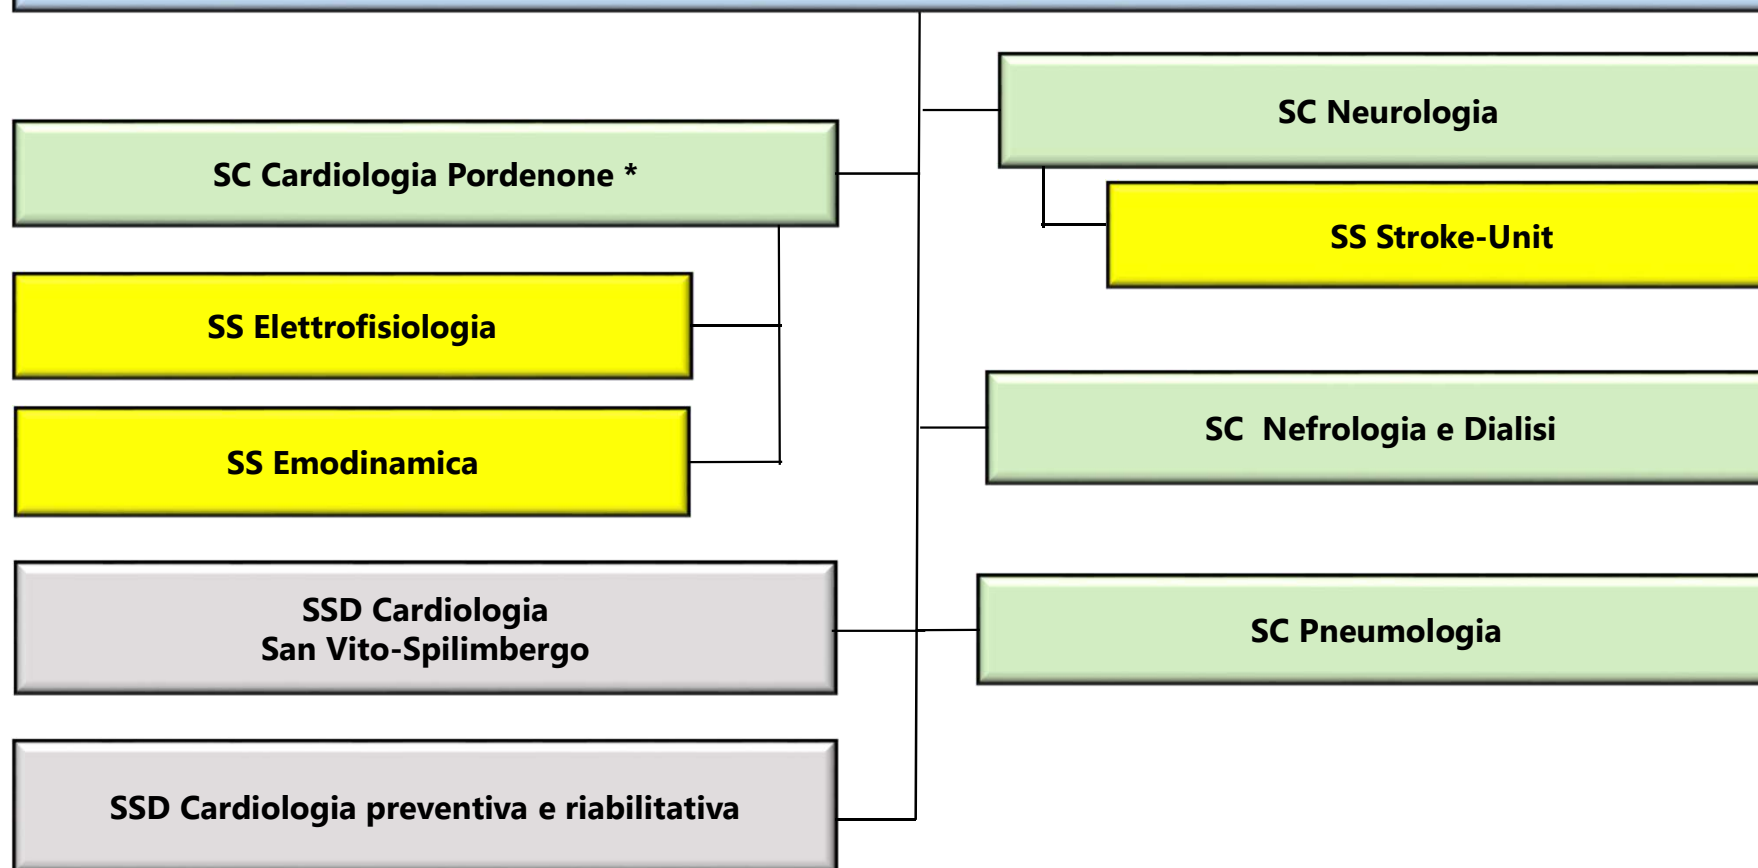 SC Cardiologia Pordenone *
SS Elettrofisiologia
SS Emodinamica
SSD Cardiologia
San Vito-Spilimbergo
SSD Cardiologia preventiva e riabilitativa
SC Neurologia
SS Stroke-Unit
SC  Nefrologia e Dialisi
SC Pneumologia